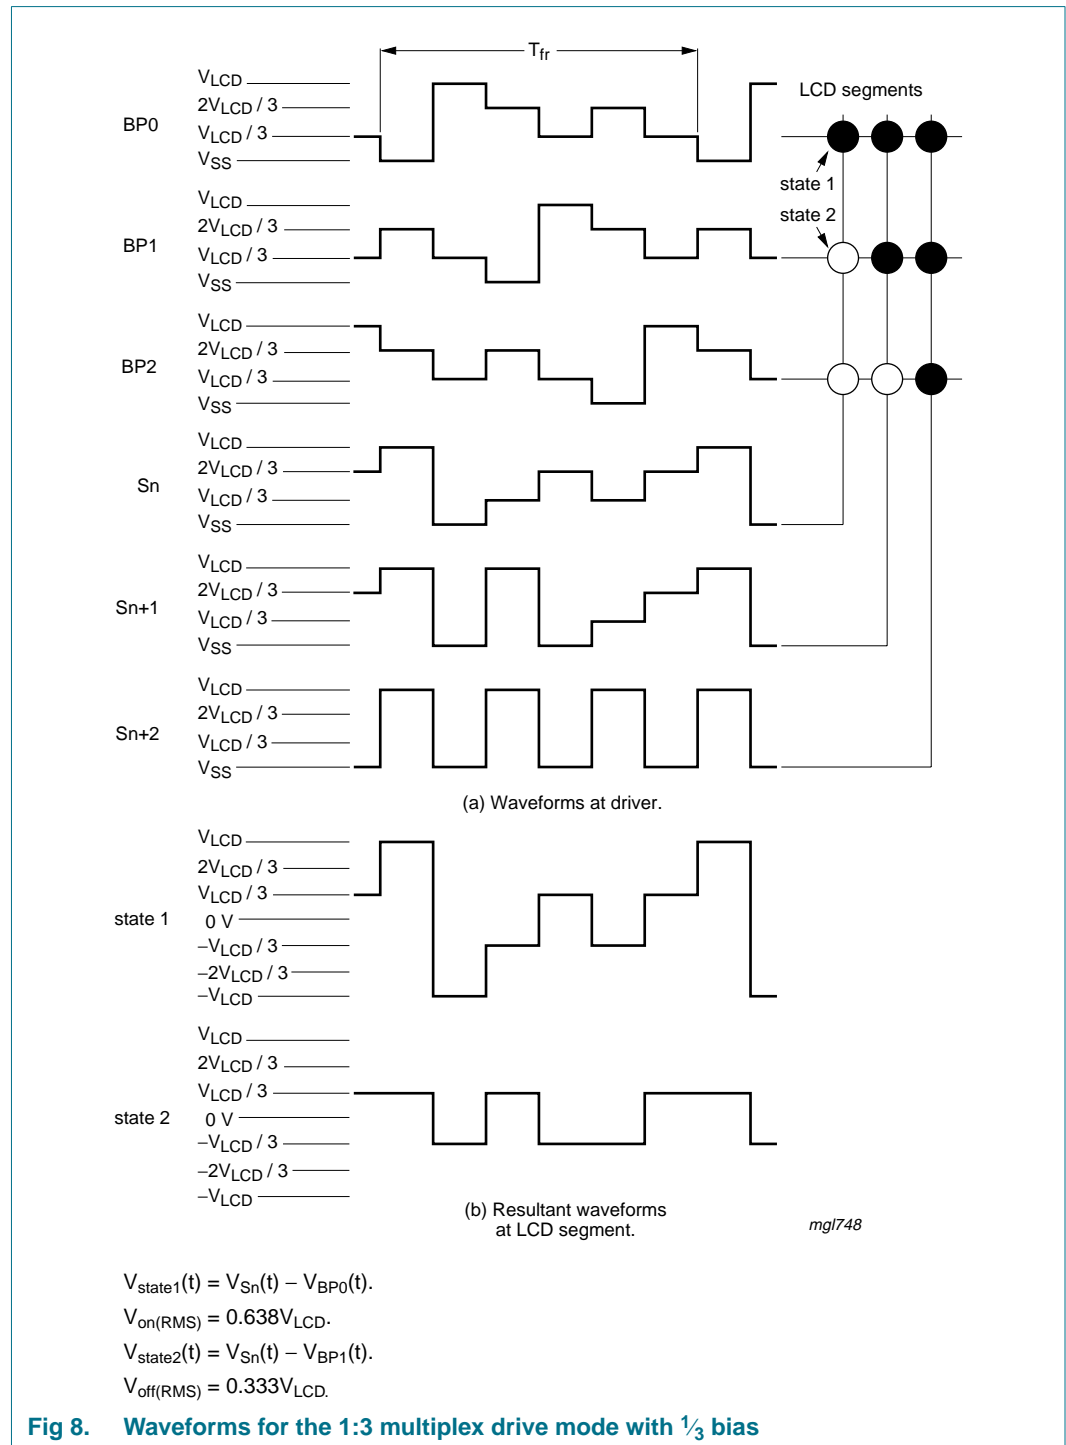 Tfr
BP0
VLCD
2VLCD / 3
VLCD / 3
VSS
LCD segments
state 1
state 2
BP1
VLCD
2VLCD / 3
VLCD / 3
VSS
BP2
VLCD
2VLCD / 3
VLCD / 3
VSS
Sn
VLCD
2VLCD / 3
VLCD / 3
VSS
Sn+1
VLCD
2VLCD / 3
VLCD / 3
VSS
Sn+2
VLCD
2VLCD / 3
VLCD / 3
VSS
(a) Waveforms at driver.
state 1
VLCD
2VLCD / 3
VLCD / 3
0 V
−VLCD / 3
−2VLCD / 3
−VLCD
state 2
VLCD
2VLCD / 3
VLCD / 3
0 V
−VLCD / 3
−2VLCD / 3
−VLCD
(b) Resultant waveforms
at LCD segment.
mgl748
Vstate1(t) = VSn(t) − VBP0(t).
Von(RMS) = 0.638VLCD.
Vstate2(t) = VSn(t) − VBP1(t).
Voff(RMS) = 0.333VLCD.
Fig 8. Waveforms for the 1:3 multiplex drive mode with 1⁄3 bias